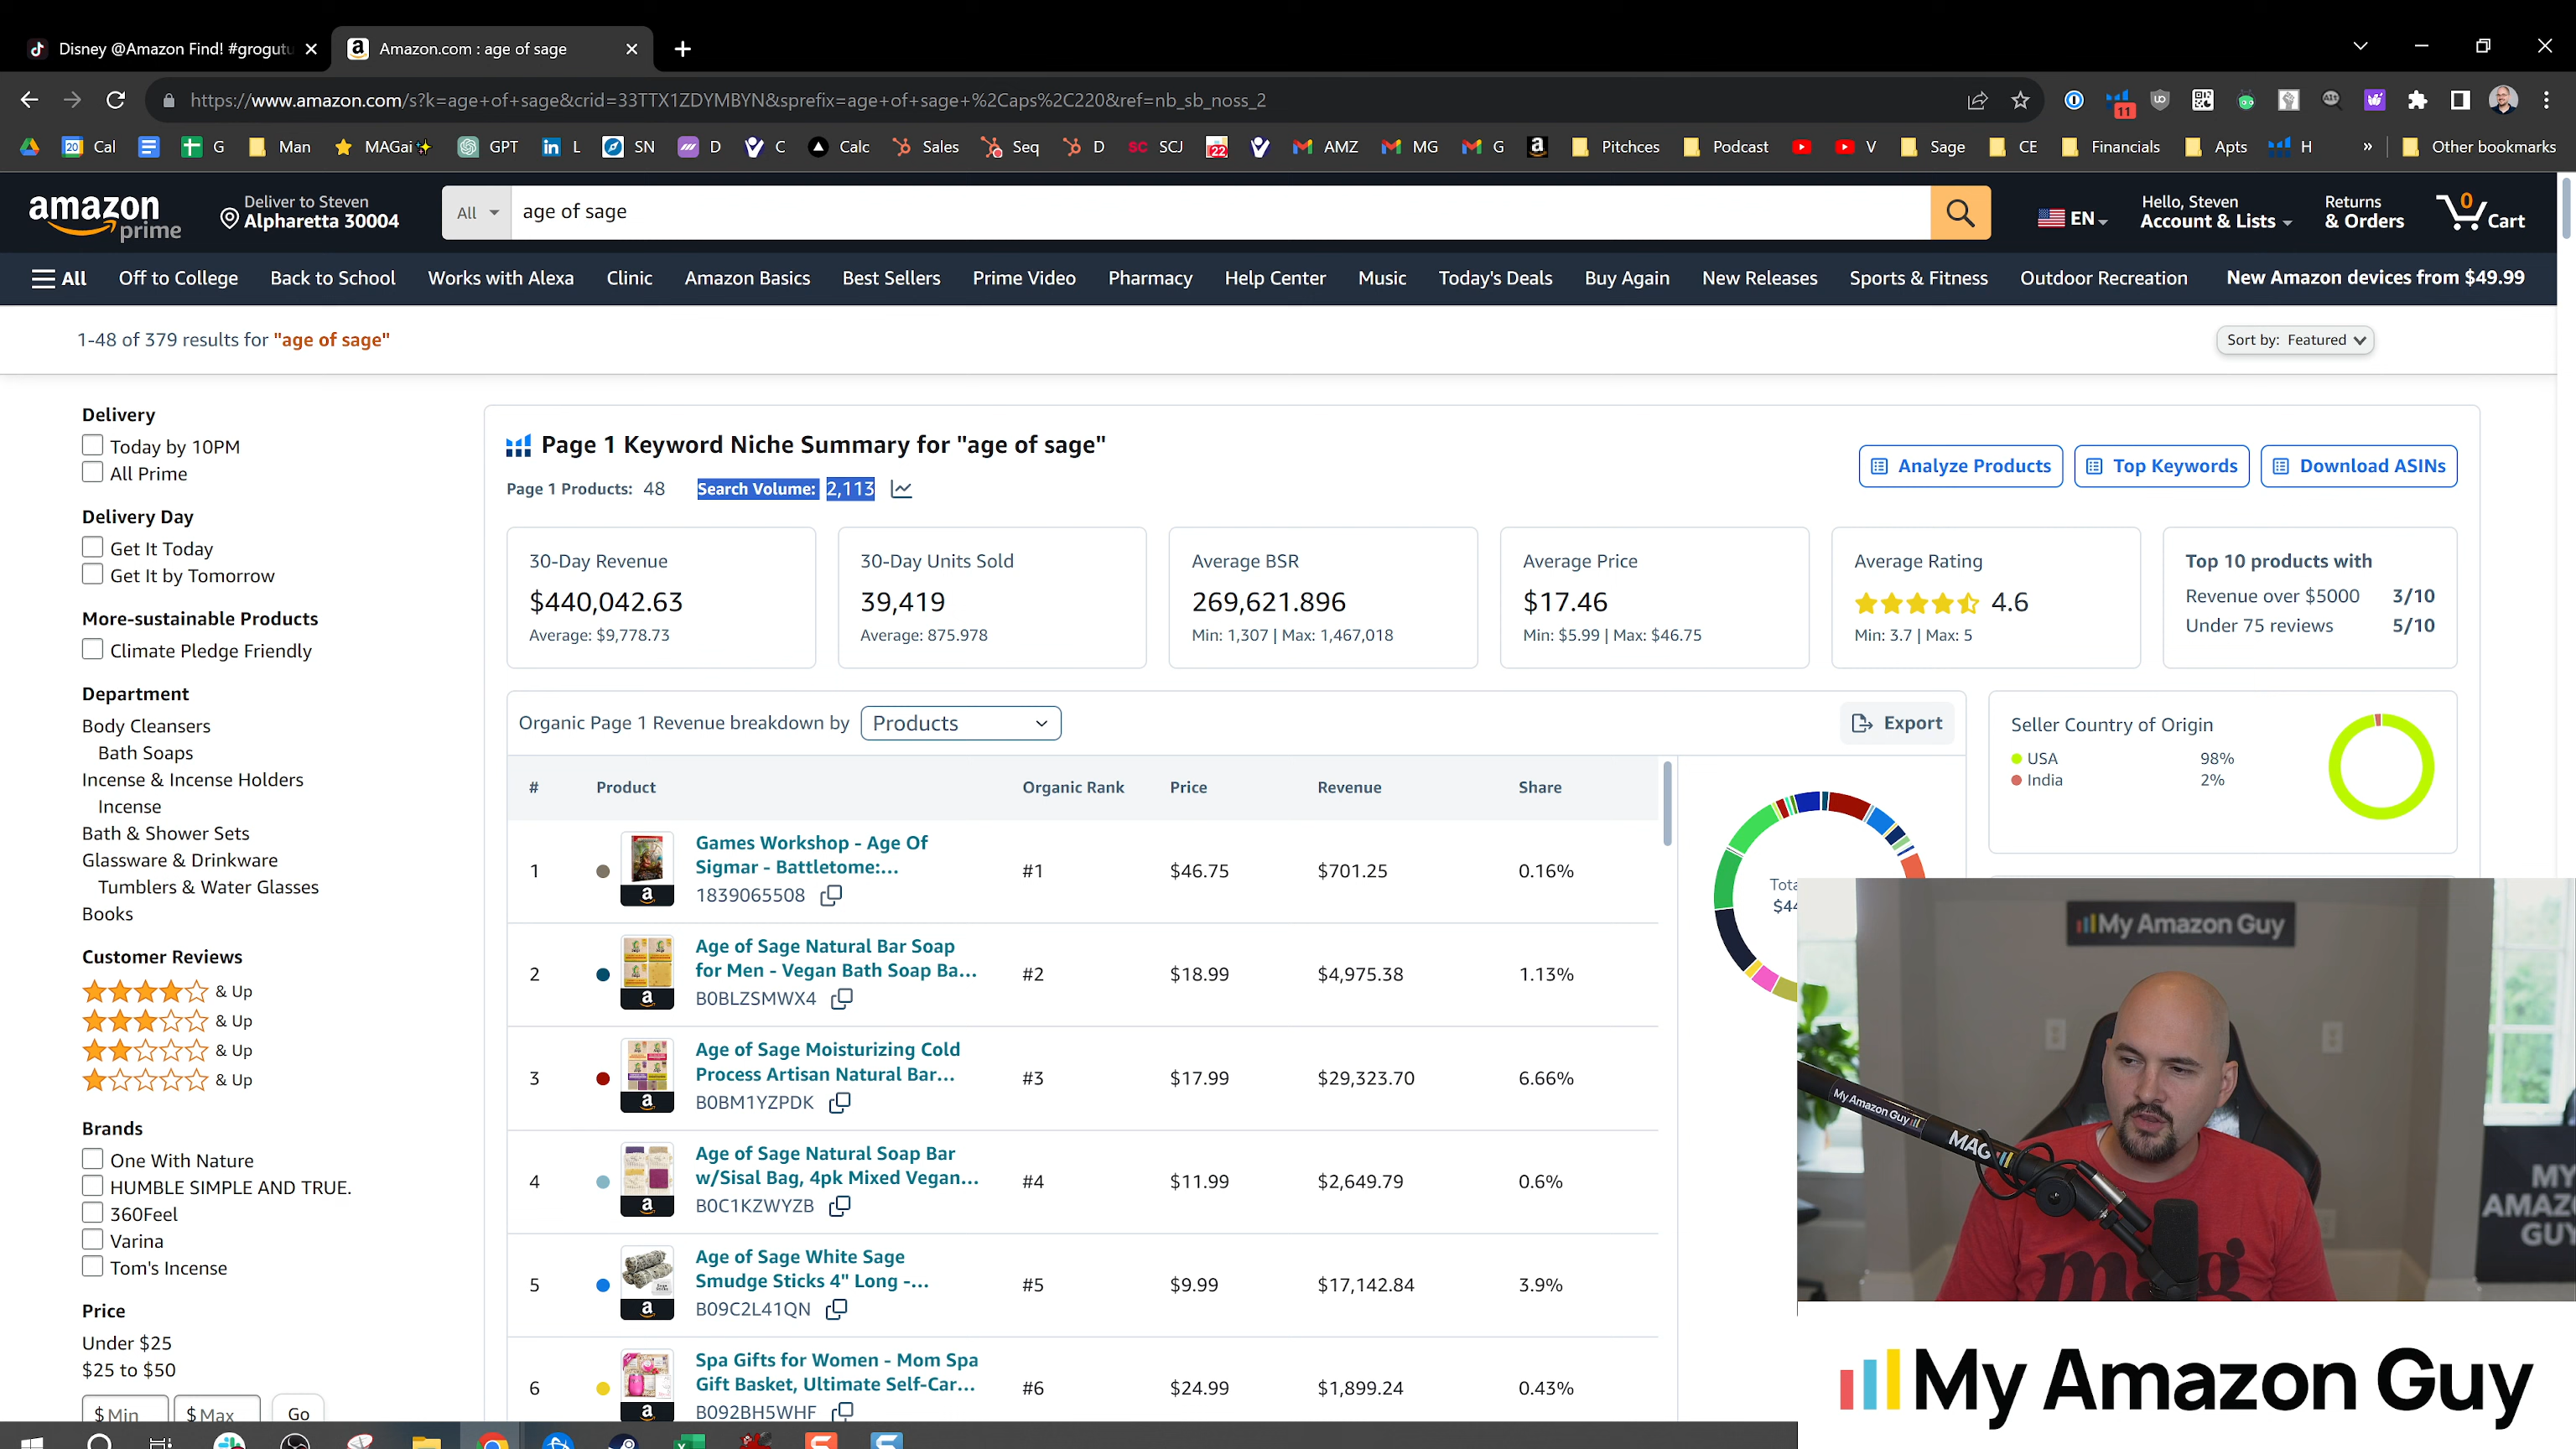 Disney @Amazon Find! #grogutu
Amazon.com : age of sage
https://www.amazon.com/s?k=age+of+sage&crid=33TTX1ZDYMBYN&sprefix=age+of+sage+%2Caps%2C220&ref=nb_sb_noss_2
11
20 Cal G Man MAGai GPT L SN D C Calc Sales Seq D SC SCJ 22 AMZ MG G Pitchces Podcast V Sage CE Financials Apts H » Other bookmarks
amazon prime
Deliver to Steven
Alpharetta 30004
All
age of sage
EN
Hello, Steven
Account & Lists
Returns
& Orders
0
Cart
All Off to College Back to School Works with Alexa Clinic Amazon Basics Best Sellers Prime Video Pharmacy Help Center Music Today's Deals Buy Again New Releases Sports & Fitness Outdoor Recreation New Amazon devices from $49.99
1-48 of 379 results for "age of sage"
Sort by: Featured
Delivery
Today by 10PM
All Prime
Delivery Day
Get It Today
Get It by Tomorrow
More-sustainable Products
Climate Pledge Friendly
Department
Body Cleansers
Bath Soaps
Incense & Incense Holders
Incense
Bath & Shower Sets
Glassware & Drinkware
Tumblers & Water Glasses
Books
Customer Reviews
& Up
& Up
& Up
& Up
Brands
One With Nature
HUMBLE SIMPLE AND TRUE.
360Feel
Varina
Tom's Incense
Price
Under $25
$25 to $50
$ Min $ Max Go
Page 1 Keyword Niche Summary for "age of sage"
Page 1 Products: 48 Search Volume: 2,113
Analyze Products Top Keywords Download ASINs
30-Day Revenue
$440,042.63
Average: $9,778.73
30-Day Units Sold
39,419
Average: 875.978
Average BSR
269,621.896
Min: 1,307 | Max: 1,467,018
Average Price
$17.46
Min: $5.99 | Max: $46.75
Average Rating
4.6
Min: 3.7 | Max: 5
Top 10 products with
Revenue over $5000 3/10
Under 75 reviews 5/10
Organic Page 1 Revenue breakdown by Products
Export
# Product Organic Rank Price Revenue Share
1 Games Workshop - Age Of
Sigmar - Battletome:...
1839065508
#1 $46.75 $701.25 0.16%
2 Age of Sage Natural Bar Soap
for Men - Vegan Bath Soap Ba...
B0BLZSMWX4
#2 $18.99 $4,975.38 1.13%
3 Age of Sage Moisturizing Cold
Process Artisan Natural Bar...
B0BM1YZPDK
#3 $17.99 $29,323.70 6.66%
4 Age of Sage Natural Soap Bar
w/Sisal Bag, 4pk Mixed Vegan...
B0C1KZWYZB
#4 $11.99 $2,649.79 0.6%
5 Age of Sage White Sage
Smudge Sticks 4" Long -...
B09C2L41QN
#5 $9.99 $17,142.84 3.9%
6 Spa Gifts for Women - Mom Spa
Gift Basket, Ultimate Self-Car...
B092BH5WHF
#6 $24.99 $1,899.24 0.43%
Seller Country of Origin
USA 98%
India 2%
Tota
$44
My Amazon Guy
My Amazon Guy
MAG
mag
MY
AMAZO
GUY
My Amazon Guy